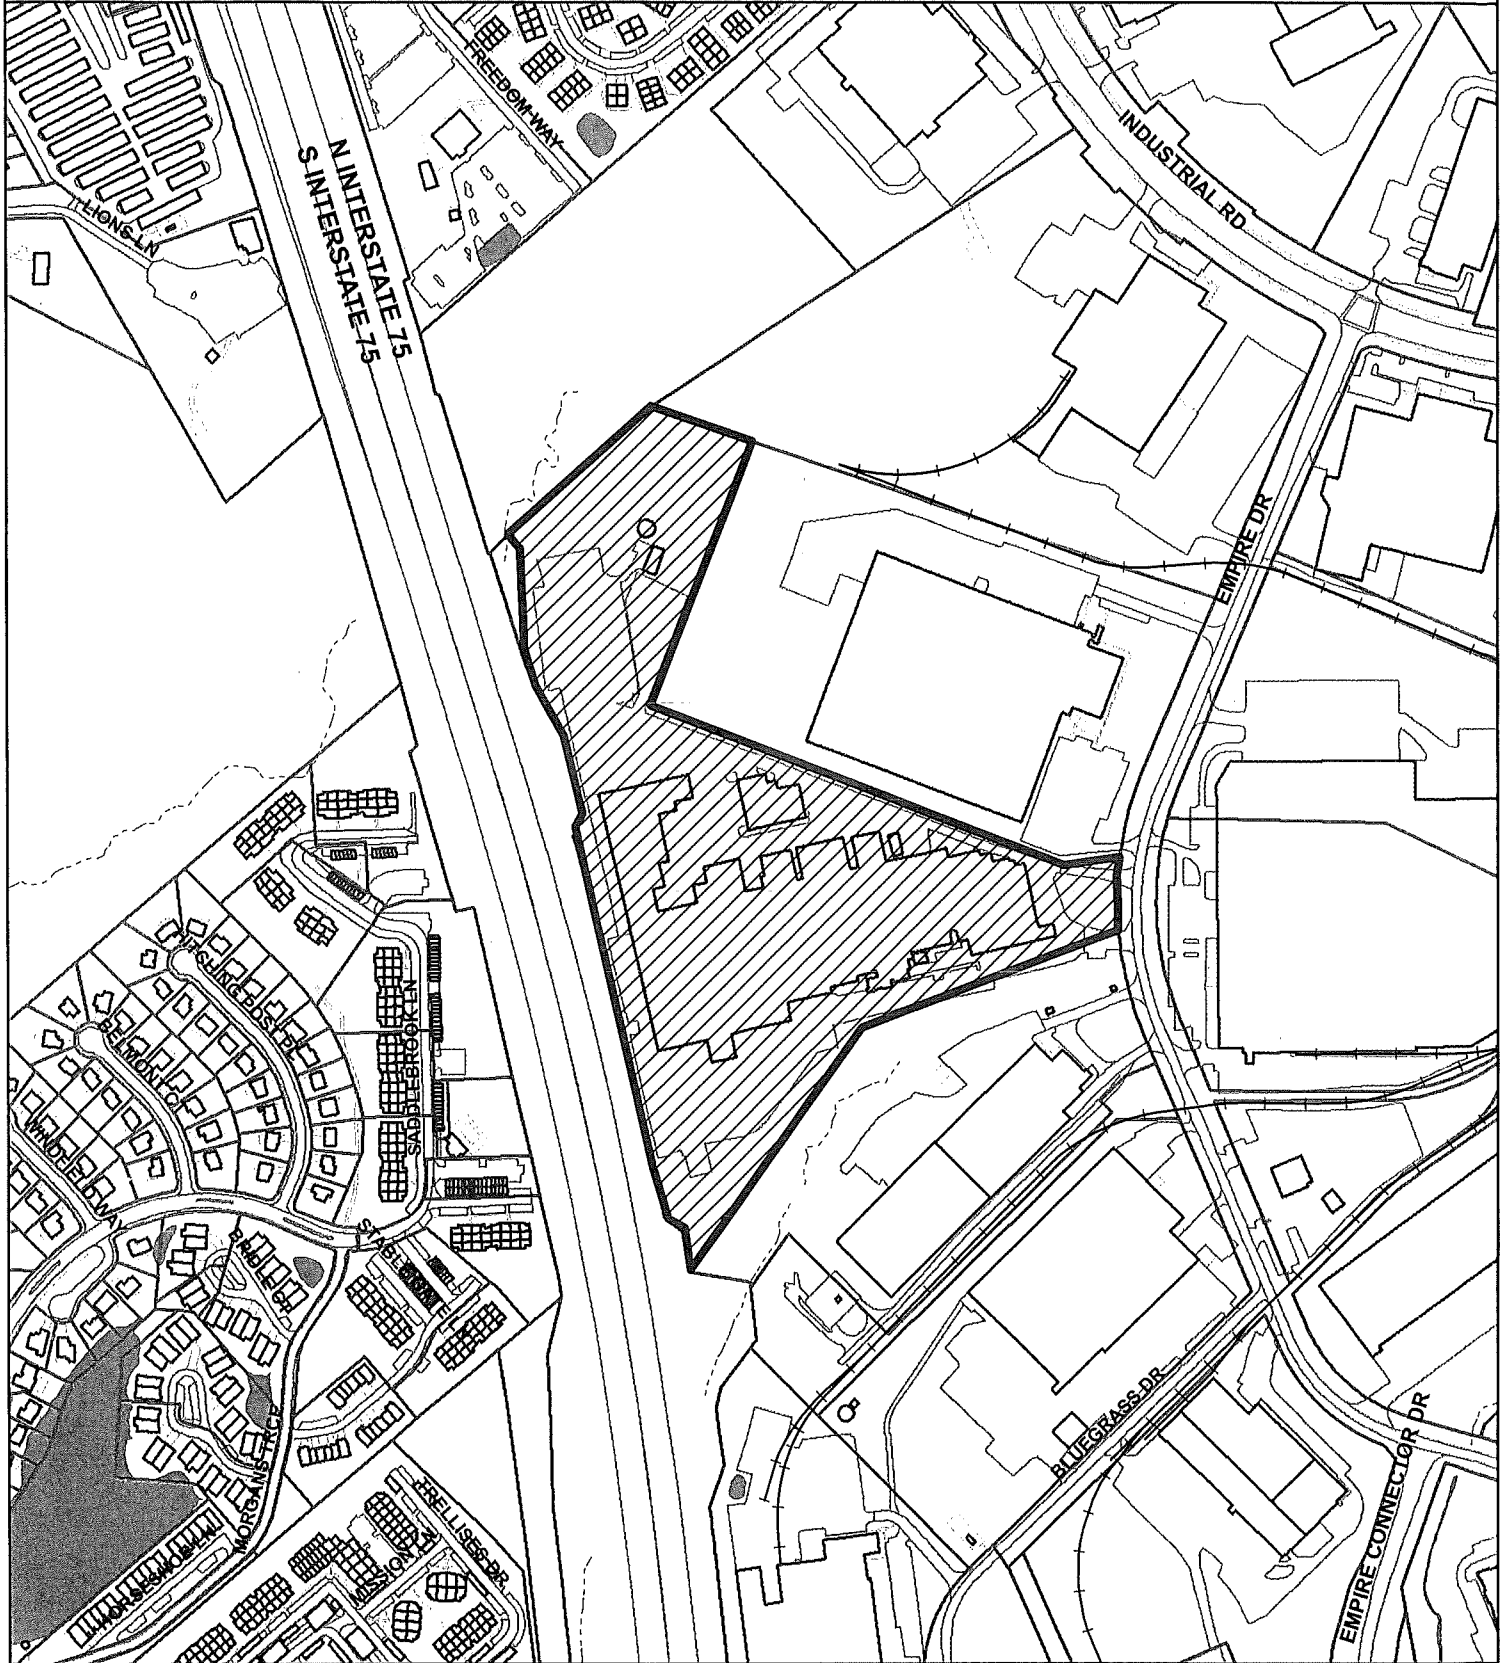 FREEDOM WAY
INDUSTRIAL RD
N INTERSTATE 75
S INTERSTATE 75
LIONS LN
EMPIRE DR
HITCHING POST PL
BELMONT CT
SADDLEBROOK LN
WINDFIELD WAY
BRIDLE CT
MORGANS TRCE
HORSESHOE LN
TRELLISES DR
MISSION LN
BLUEGRASS DR
EMPIRE CONNECTOR DR